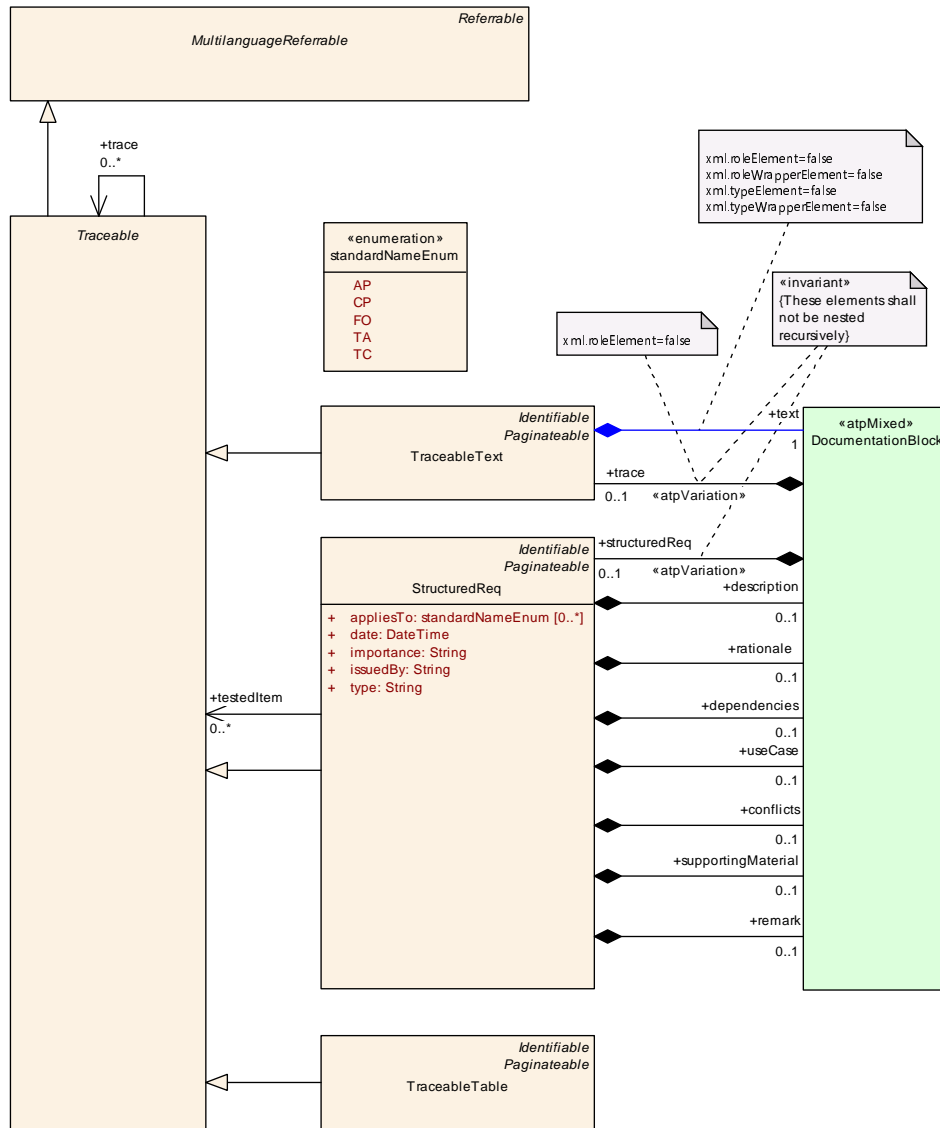 Referrable
MultilanguageReferrable
+trace
0..*
Traceable
«enumeration»
standardNameEnum
AP
CP
FO
TA
TC
xml.roleElement=false
xml.roleWrapperElement=false
xml.typeElement=false
xml.typeWrapperElement=false
«invariant»
{These elements shall
not be nested
recursively}
xml.roleElement=false
Identifiable
Paginateable
TraceableText
+text
1
«atpMixed»
DocumentationBlock
+trace
0..1
«atpVariation»
Identifiable
Paginateable
StructuredReq
+ appliesTo: standardNameEnum [0..*]
+ date: DateTime
+ importance: String
+ issuedBy: String
+ type: String
+structuredReq
0..1
«atpVariation»
+description
0..1
+rationale
0..1
+testedItem
0..*
+dependencies
0..1
+useCase
0..1
+conflicts
0..1
+supportingMaterial
0..1
+remark
0..1
Identifiable
Paginateable
TraceableTable